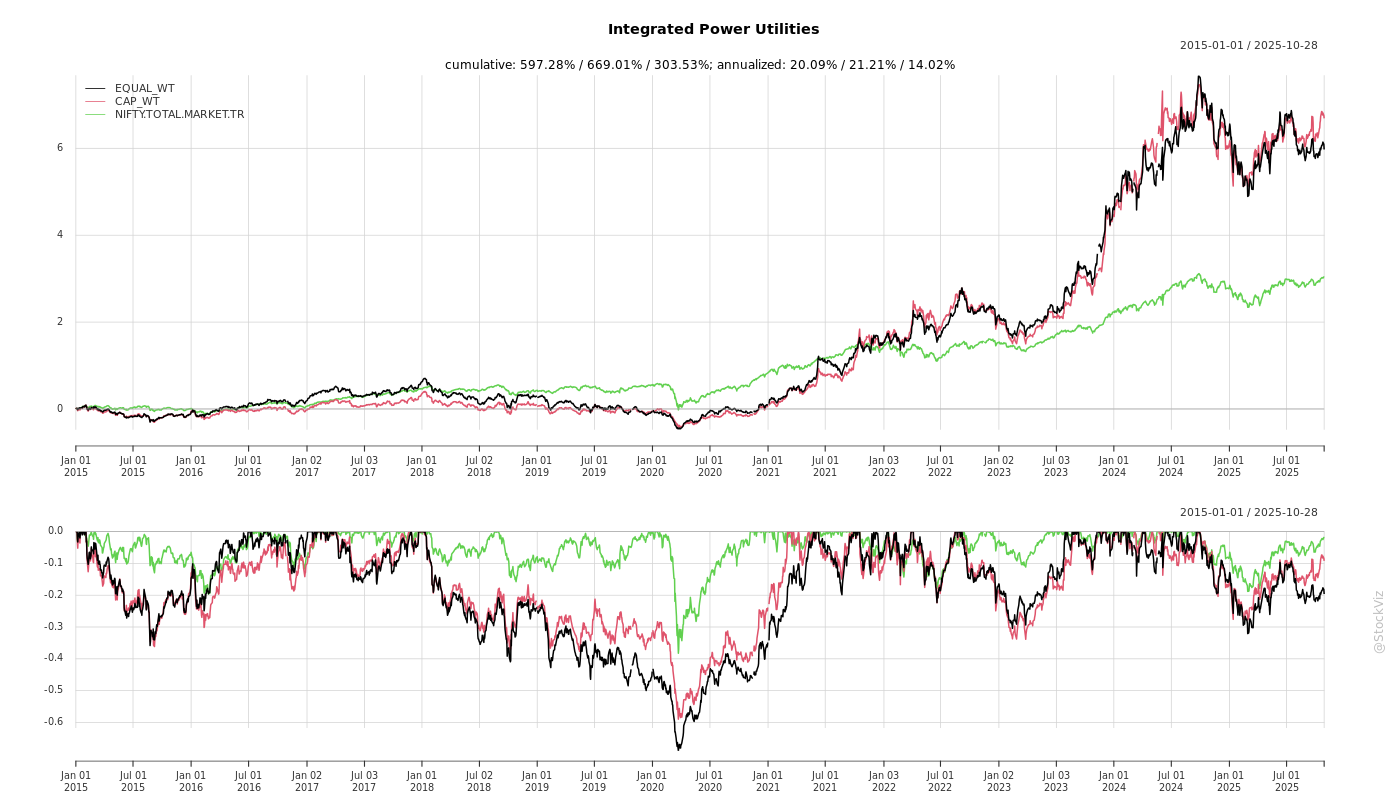 Integrated Power Utilities
2015-01-01 / 2025-10-28
cumulative: 597.28% / 669.01% / 303.53%; annualized: 20.09% / 21.21% / 14.02%
EQUAL_WT
CAP_WT
NIFTY.TOTAL.MARKET.TR
6
4
2
0
Jan 01 Jul 01 Jan 01 Jul 01 Jan 02 Jul 03 Jan 01 Jul 02 Jan 01 Jul 01 Jan 01 Jul 01 Jan 01 Jul 01 Jan 03 Jul 01 Jan 02 Jul 03 Jan 01 Jul 01 Jan 01 Jul 01
2015 2015 2016 2016 2017 2017 2018 2018 2019 2019 2020 2020 2021 2021 2022 2022 2023 2023 2024 2024 2025 2025
2015-01-01 / 2025-10-28
0.0
-0.1
-0.2
-0.3
-0.4
-0.5
-0.6
Jan 01 Jul 01 Jan 01 Jul 01 Jan 02 Jul 03 Jan 01 Jul 02 Jan 01 Jul 01 Jan 01 Jul 01 Jan 01 Jul 01 Jan 03 Jul 01 Jan 02 Jul 03 Jan 01 Jul 01 Jan 01 Jul 01
2015 2015 2016 2016 2017 2017 2018 2018 2019 2019 2020 2020 2021 2021 2022 2022 2023 2023 2024 2024 2025 2025
@StockViz